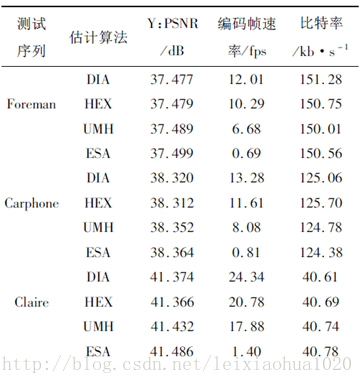 测试序列 估计算法 Y:PSNR/dB 编码帧速率/fps 比特率/kb·s⁻¹
DIA 37.477 12.01 151.28
Foreman HEX 37.479 10.29 150.75
UMH 37.489 6.68 150.01
ESA 37.499 0.69 150.56
DIA 38.320 13.28 125.06
Carphone HEX 38.312 11.61 125.70
UMH 38.352 8.08 124.78
ESA 38.364 0.81 124.38
DIA 41.374 24.34 40.61
Claire HEX 41.366 20.78 40.69
UMH 41.432 17.88 40.74
ESA 41.486 1.40 40.78
http://blog.csdn.net/leixiaohua1020